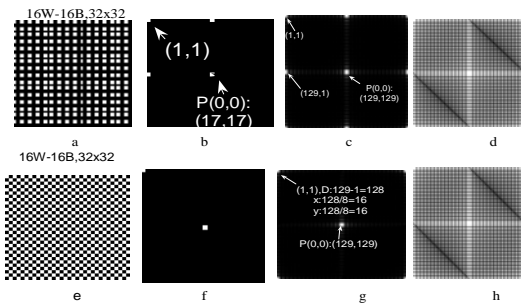 16W-16B,32x32
(1,1)
P(0,0):
(17,17)
(1,1)
(129,1)
P(0,0):
(129,129)
a
b
c
d
16W-16B,32x32
(1,1),D:129-1=128
x:128/8=16
y:128/8=16
P(0,0):(129,129)
e
f
g
h